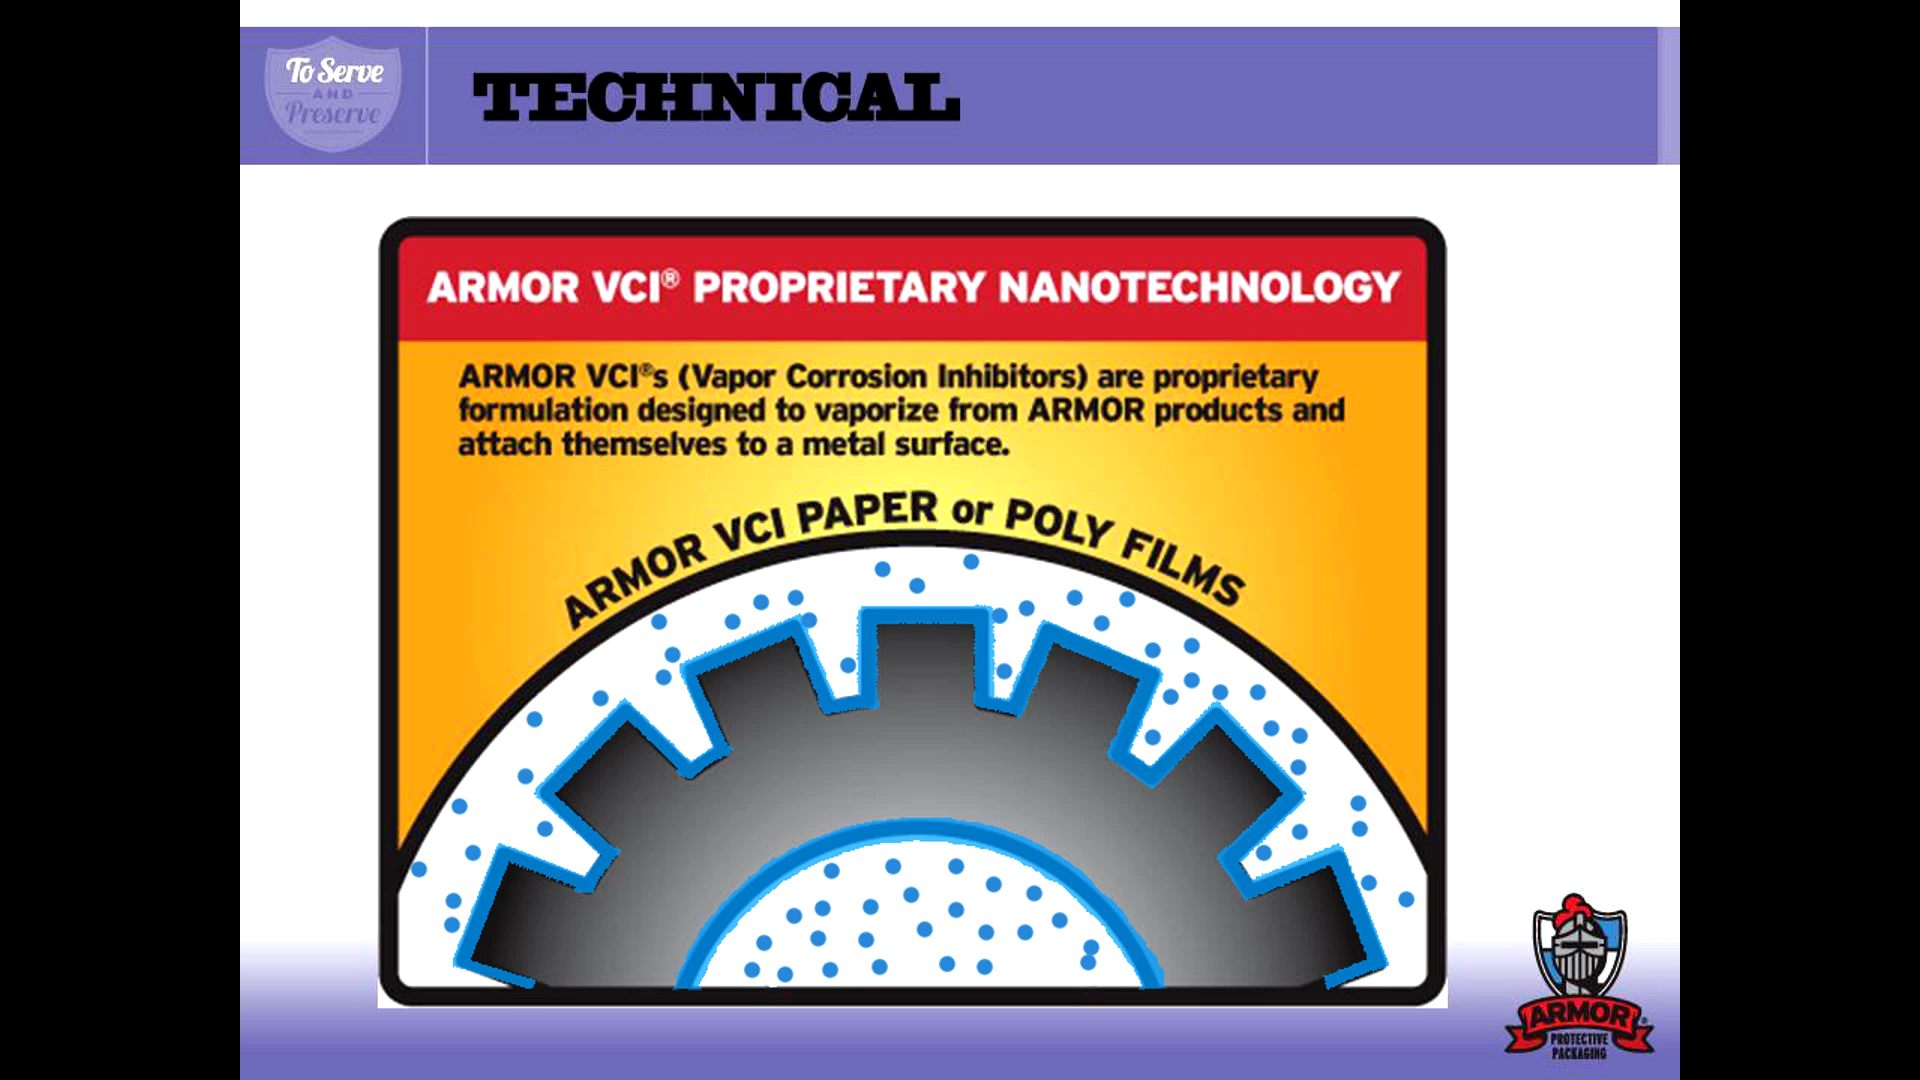 To Serve
AND
Preserve
TECHNICAL
ARMOR VCI® PROPRIETARY NANOTECHNOLOGY
ARMOR VCI®s (Vapor Corrosion Inhibitors) are proprietary
formulation designed to vaporize from ARMOR products and
attach themselves to a metal surface.
ARMOR VCI PAPER or POLY FILMS
ARMOR®
PROTECTIVE
PACKAGING